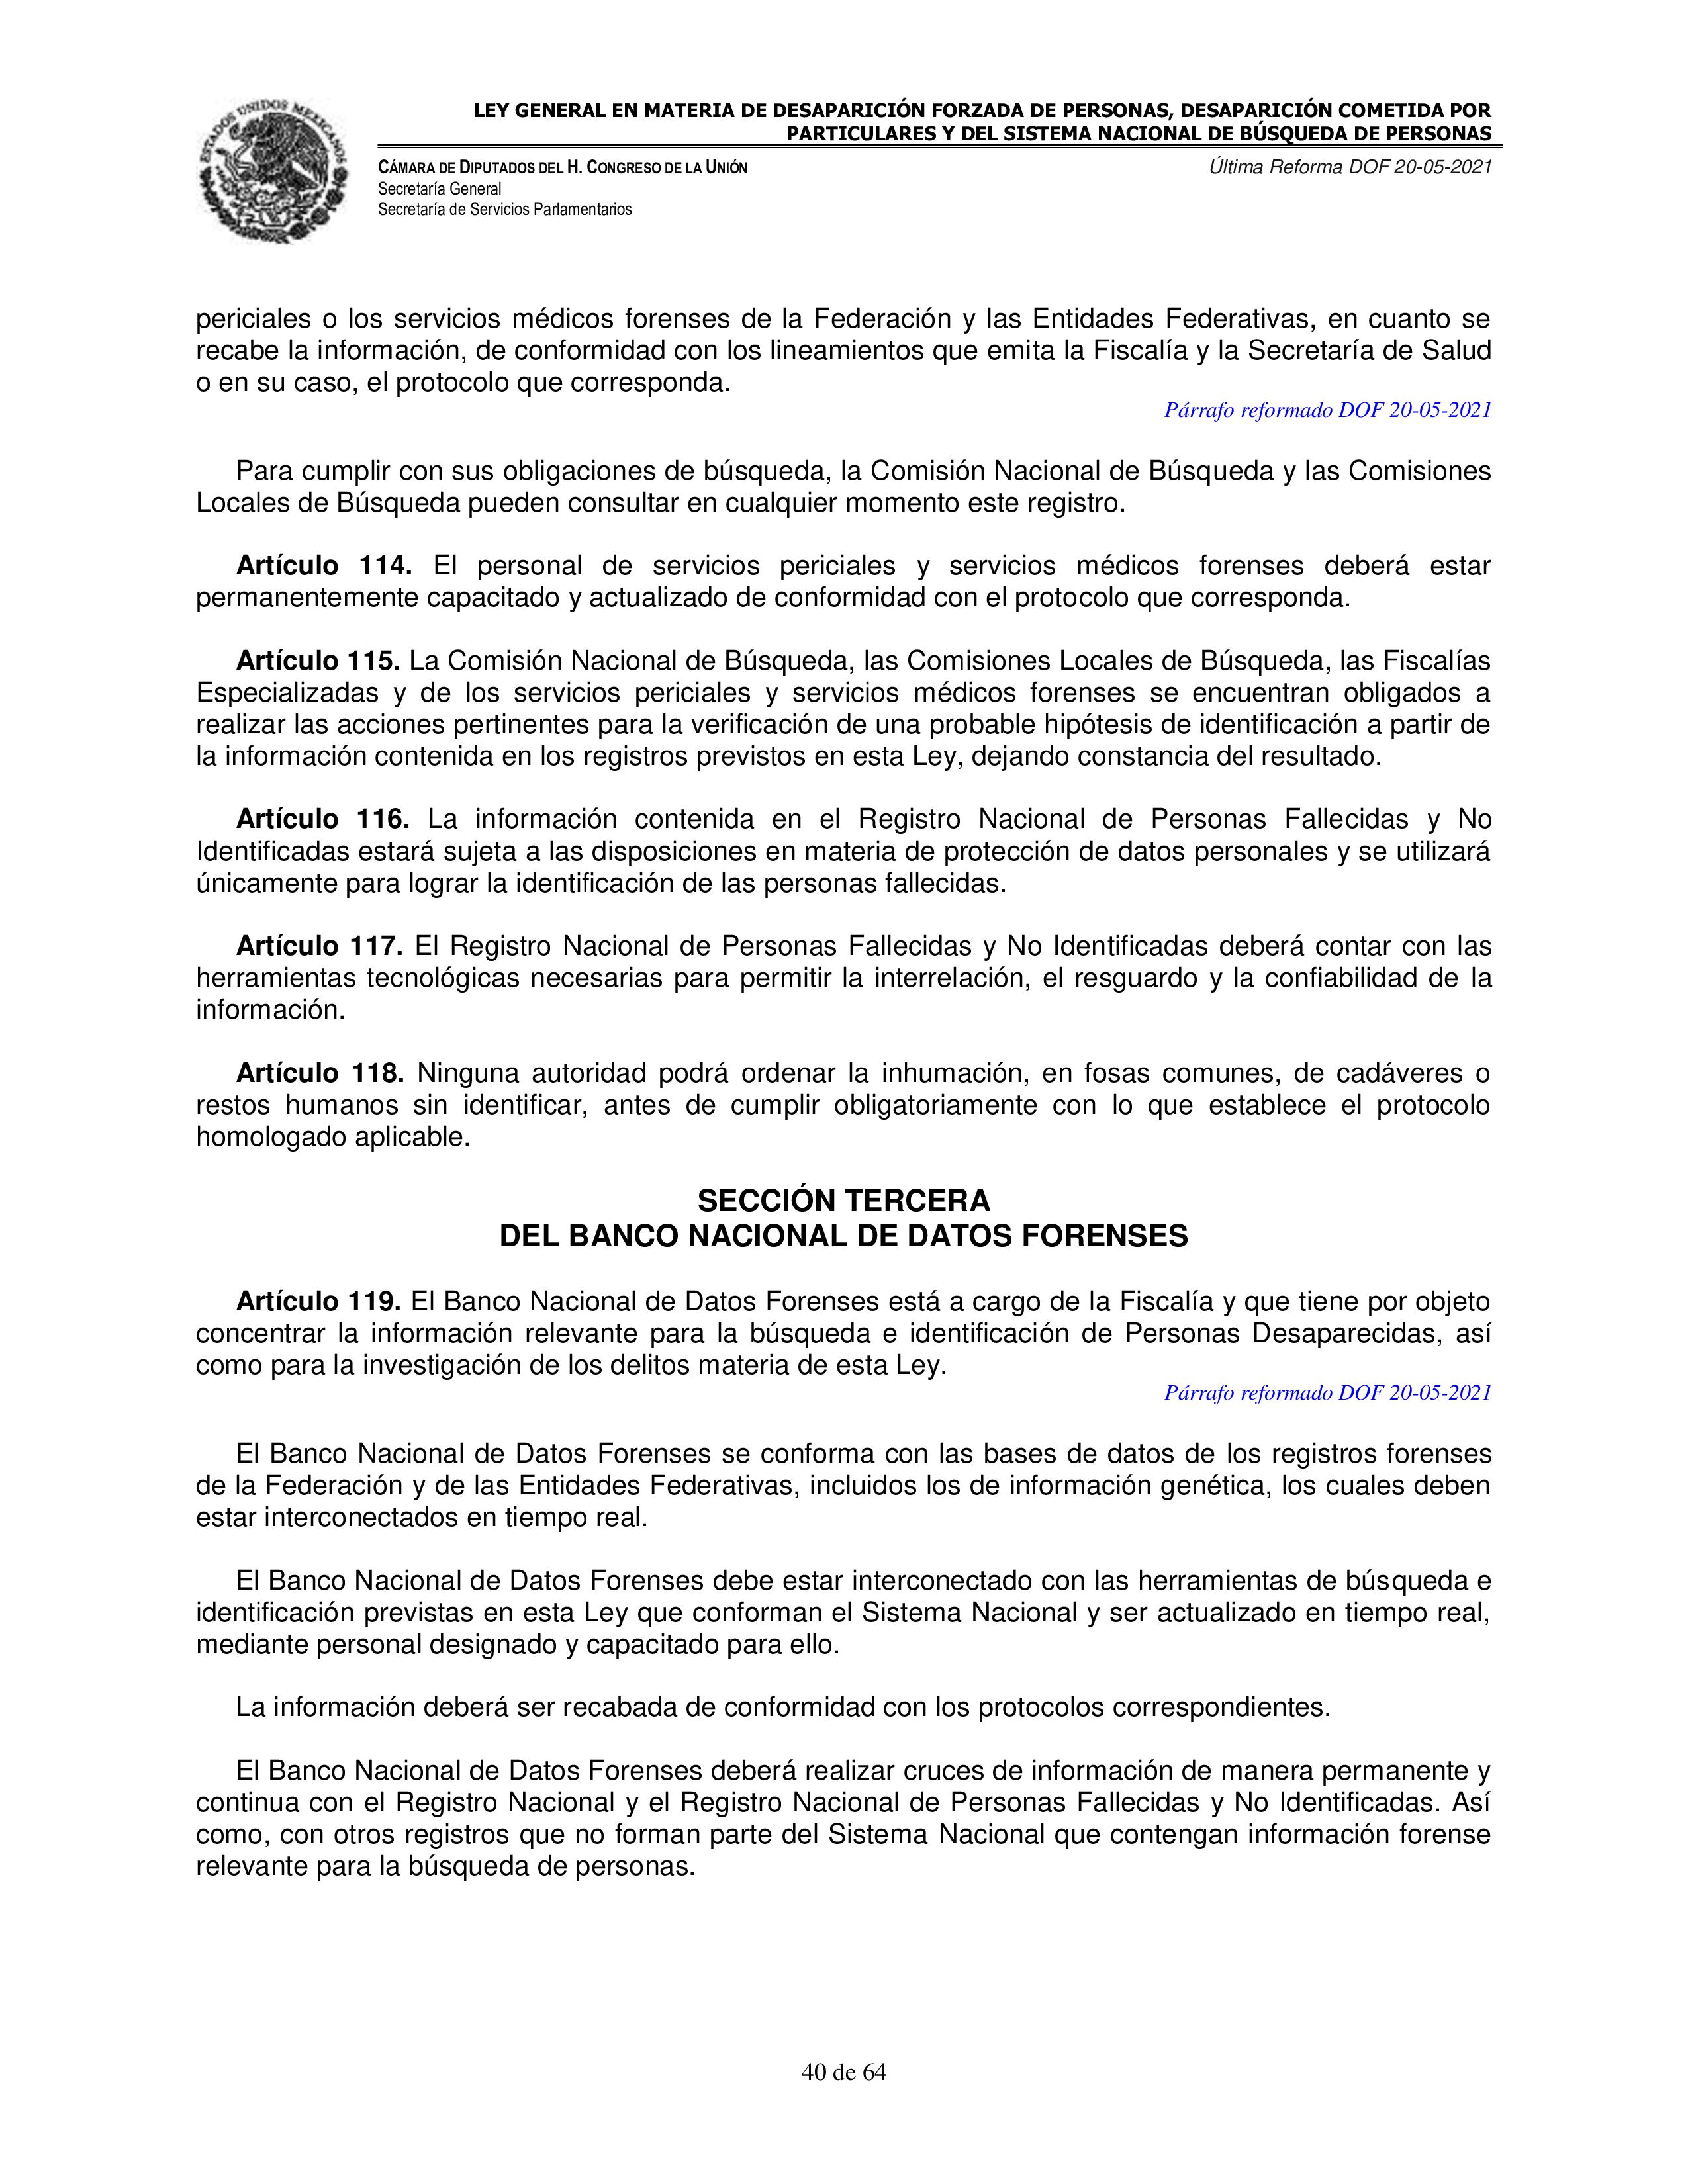 LEY GENERAL EN MATERIA DE DESAPARICIÓN FORZADA DE PERSONAS, DESAPARICIÓN COMETIDA POR
PARTICULARES Y DEL SISTEMA NACIONAL DE BÚSQUEDA DE PERSONAS
ESTADOS UNIDOS MEXICANOS
CÁMARA DE DIPUTADOS DEL H. CONGRESO DE LA UNIÓN
Última Reforma DOF 20-05-2021
Secretaría General
Secretaría de Servicios Parlamentarios
periciales o los servicios médicos forenses de la Federación y las Entidades Federativas, en cuanto se
recabe la información, de conformidad con los lineamientos que emita la Fiscalía y la Secretaría de Salud
o en su caso, el protocolo que corresponda.
Párrafo reformado DOF 20-05-2021
Para cumplir con sus obligaciones de búsqueda, la Comisión Nacional de Búsqueda y las Comisiones
Locales de Búsqueda pueden consultar en cualquier momento este registro.
Artículo 114. El personal de servicios periciales y servicios médicos forenses deberá estar
permanentemente capacitado y actualizado de conformidad con el protocolo que corresponda.
Artículo 115. La Comisión Nacional de Búsqueda, las Comisiones Locales de Búsqueda, las Fiscalías
Especializadas y de los servicios periciales y servicios médicos forenses se encuentran obligados a
realizar las acciones pertinentes para la verificación de una probable hipótesis de identificación a partir de
la información contenida en los registros previstos en esta Ley, dejando constancia del resultado.
Artículo 116. La información contenida en el Registro Nacional de Personas Fallecidas y No
Identificadas estará sujeta a las disposiciones en materia de protección de datos personales y se utilizará
únicamente para lograr la identificación de las personas fallecidas.
Artículo 117. El Registro Nacional de Personas Fallecidas y No Identificadas deberá contar con las
herramientas tecnológicas necesarias para permitir la interrelación, el resguardo y la confiabilidad de la
información.
Artículo 118. Ninguna autoridad podrá ordenar la inhumación, en fosas comunes, de cadáveres o
restos humanos sin identificar, antes de cumplir obligatoriamente con lo que establece el protocolo
homologado aplicable.
SECCIÓN TERCERA
DEL BANCO NACIONAL DE DATOS FORENSES
Artículo 119. El Banco Nacional de Datos Forenses está a cargo de la Fiscalía y que tiene por objeto
concentrar la información relevante para la búsqueda e identificación de Personas Desaparecidas, así
como para la investigación de los delitos materia de esta Ley.
Párrafo reformado DOF 20-05-2021
El Banco Nacional de Datos Forenses se conforma con las bases de datos de los registros forenses
de la Federación y de las Entidades Federativas, incluidos los de información genética, los cuales deben
estar interconectados en tiempo real.
El Banco Nacional de Datos Forenses debe estar interconectado con las herramientas de búsqueda e
identificación previstas en esta Ley que conforman el Sistema Nacional y ser actualizado en tiempo real,
mediante personal designado y capacitado para ello.
La información deberá ser recabada de conformidad con los protocolos correspondientes.
El Banco Nacional de Datos Forenses deberá realizar cruces de información de manera permanente y
continua con el Registro Nacional y el Registro Nacional de Personas Fallecidas y No Identificadas. Así
como, con otros registros que no forman parte del Sistema Nacional que contengan información forense
relevante para la búsqueda de personas.
40 de 64